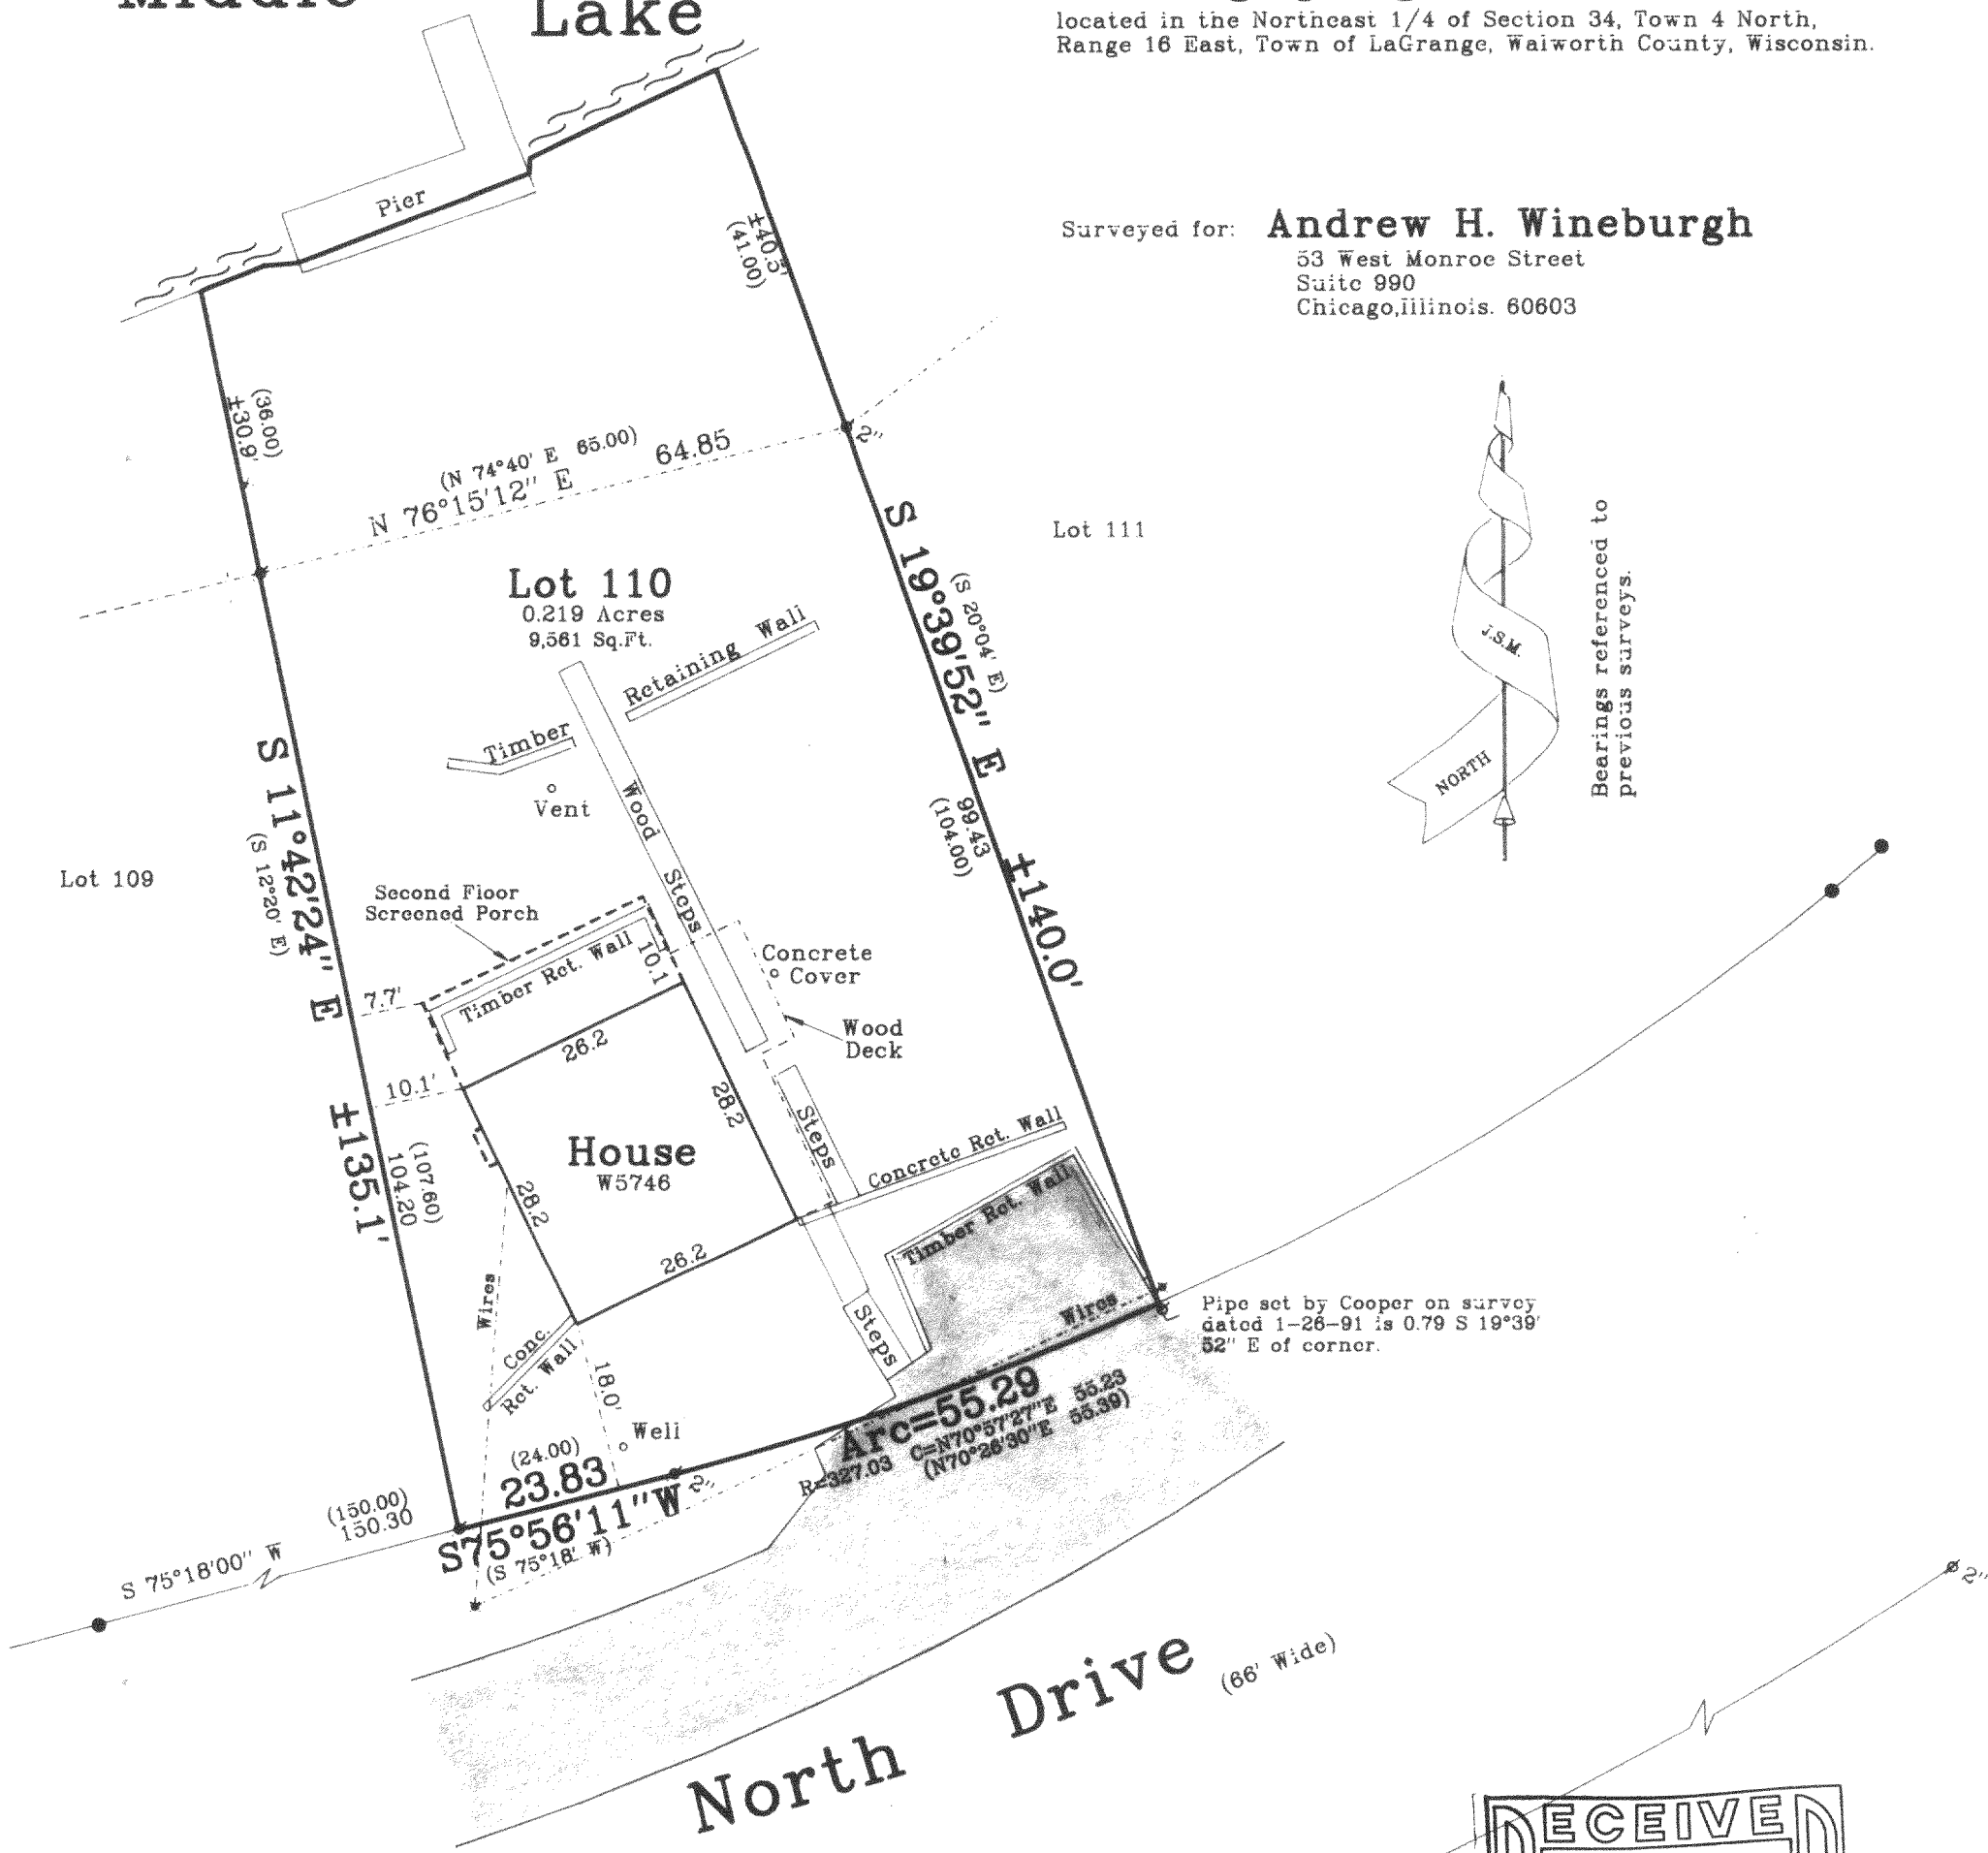 Middle
Lake
located in the Northeast 1/4 of Section 34, Town 4 North,
Range 16 East, Town of LaGrange, Walworth County, Wisconsin.
Surveyed for: Andrew H. Wineburgh
53 West Monroe Street
Suite 990
Chicago,Illinois. 60603
Pier
±40.5'
(41.00)
(36.00)
±30.9'
(N 74°40' E 65.00) 64.85
N 76°15'12" E
2"
Lot 111
Lot 110
0.219 Acres
9,561 Sq.Ft.
S 19°39'52" E ±140.0'
(S 20°04' E)
99.43
(104.00)
Bearings referenced to
previous surveys.
J.S.M.
NORTH
Timber Retaining Wall
Vent
Wood Steps
S 11°42'24" E ±135.1'
(S 12°20' E)
Lot 109
Second Floor
Screened Porch
Timber Ret. Wall
10.1
Concrete
Cover
Wood
Deck
7.7'
26.2
10.1'
28.2
Steps
(107.60)
104.20
House
W5746
28.2
26.2
Concrete Ret. Wall
Timber Ret. Wall
Wires
Wires
Steps
Pipe set by Cooper on survey
dated 1-26-91 is 0.79 S 19°39'
52" E of corner.
Conc.
Ret. Wall
18.0'
Well
(24.00)
23.83
S75°56'11"W
(S 75°18' W)
2"
Arc=55.29
R=327.03 C=N70°57'27"E 55.23
(N70°26'30"E 55.39)
(150.00)
150.30
S 75°18'00" W
2"
North Drive (66' Wide)
RECEIVED